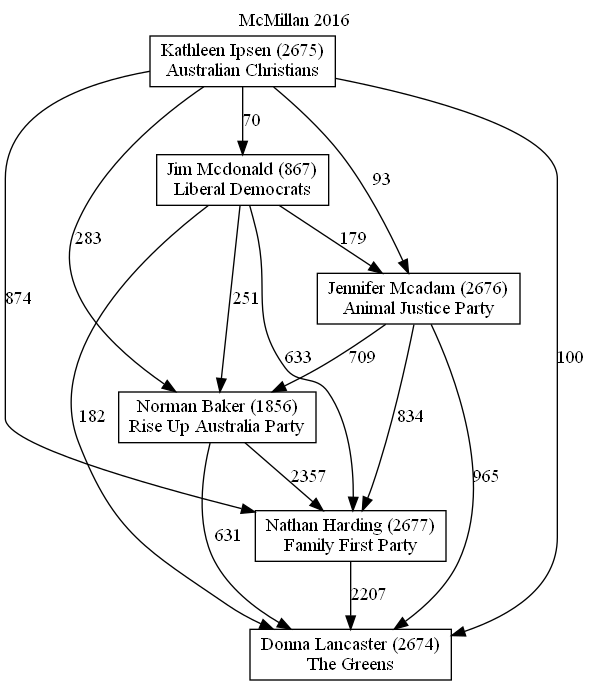 McMillan 2016
Kathleen Ipsen (2675)
Australian Christians
70
Jim Mcdonald (867)
Liberal Democrats
93
283
179
Jennifer Mcadam (2676)
Animal Justice Party
874
251
633
709
100
Norman Baker (1856)
Rise Up Australia Party
182
834
2357
965
Nathan Harding (2677)
Family First Party
631
2207
Donna Lancaster (2674)
The Greens